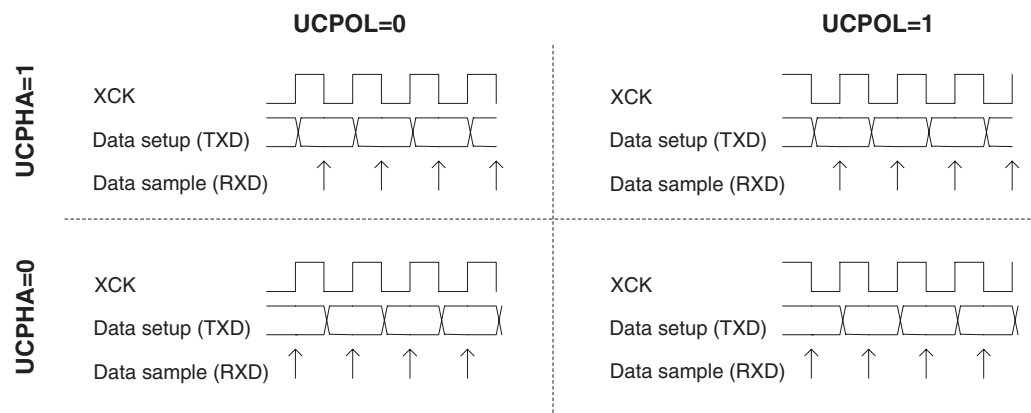 UCPOL=0
UCPOL=1
UCPHA=1
XCK
Data setup (TXD)
Data sample (RXD)
XCK
Data setup (TXD)
Data sample (RXD)
UCPHA=0
XCK
Data setup (TXD)
Data sample (RXD)
XCK
Data setup (TXD)
Data sample (RXD)